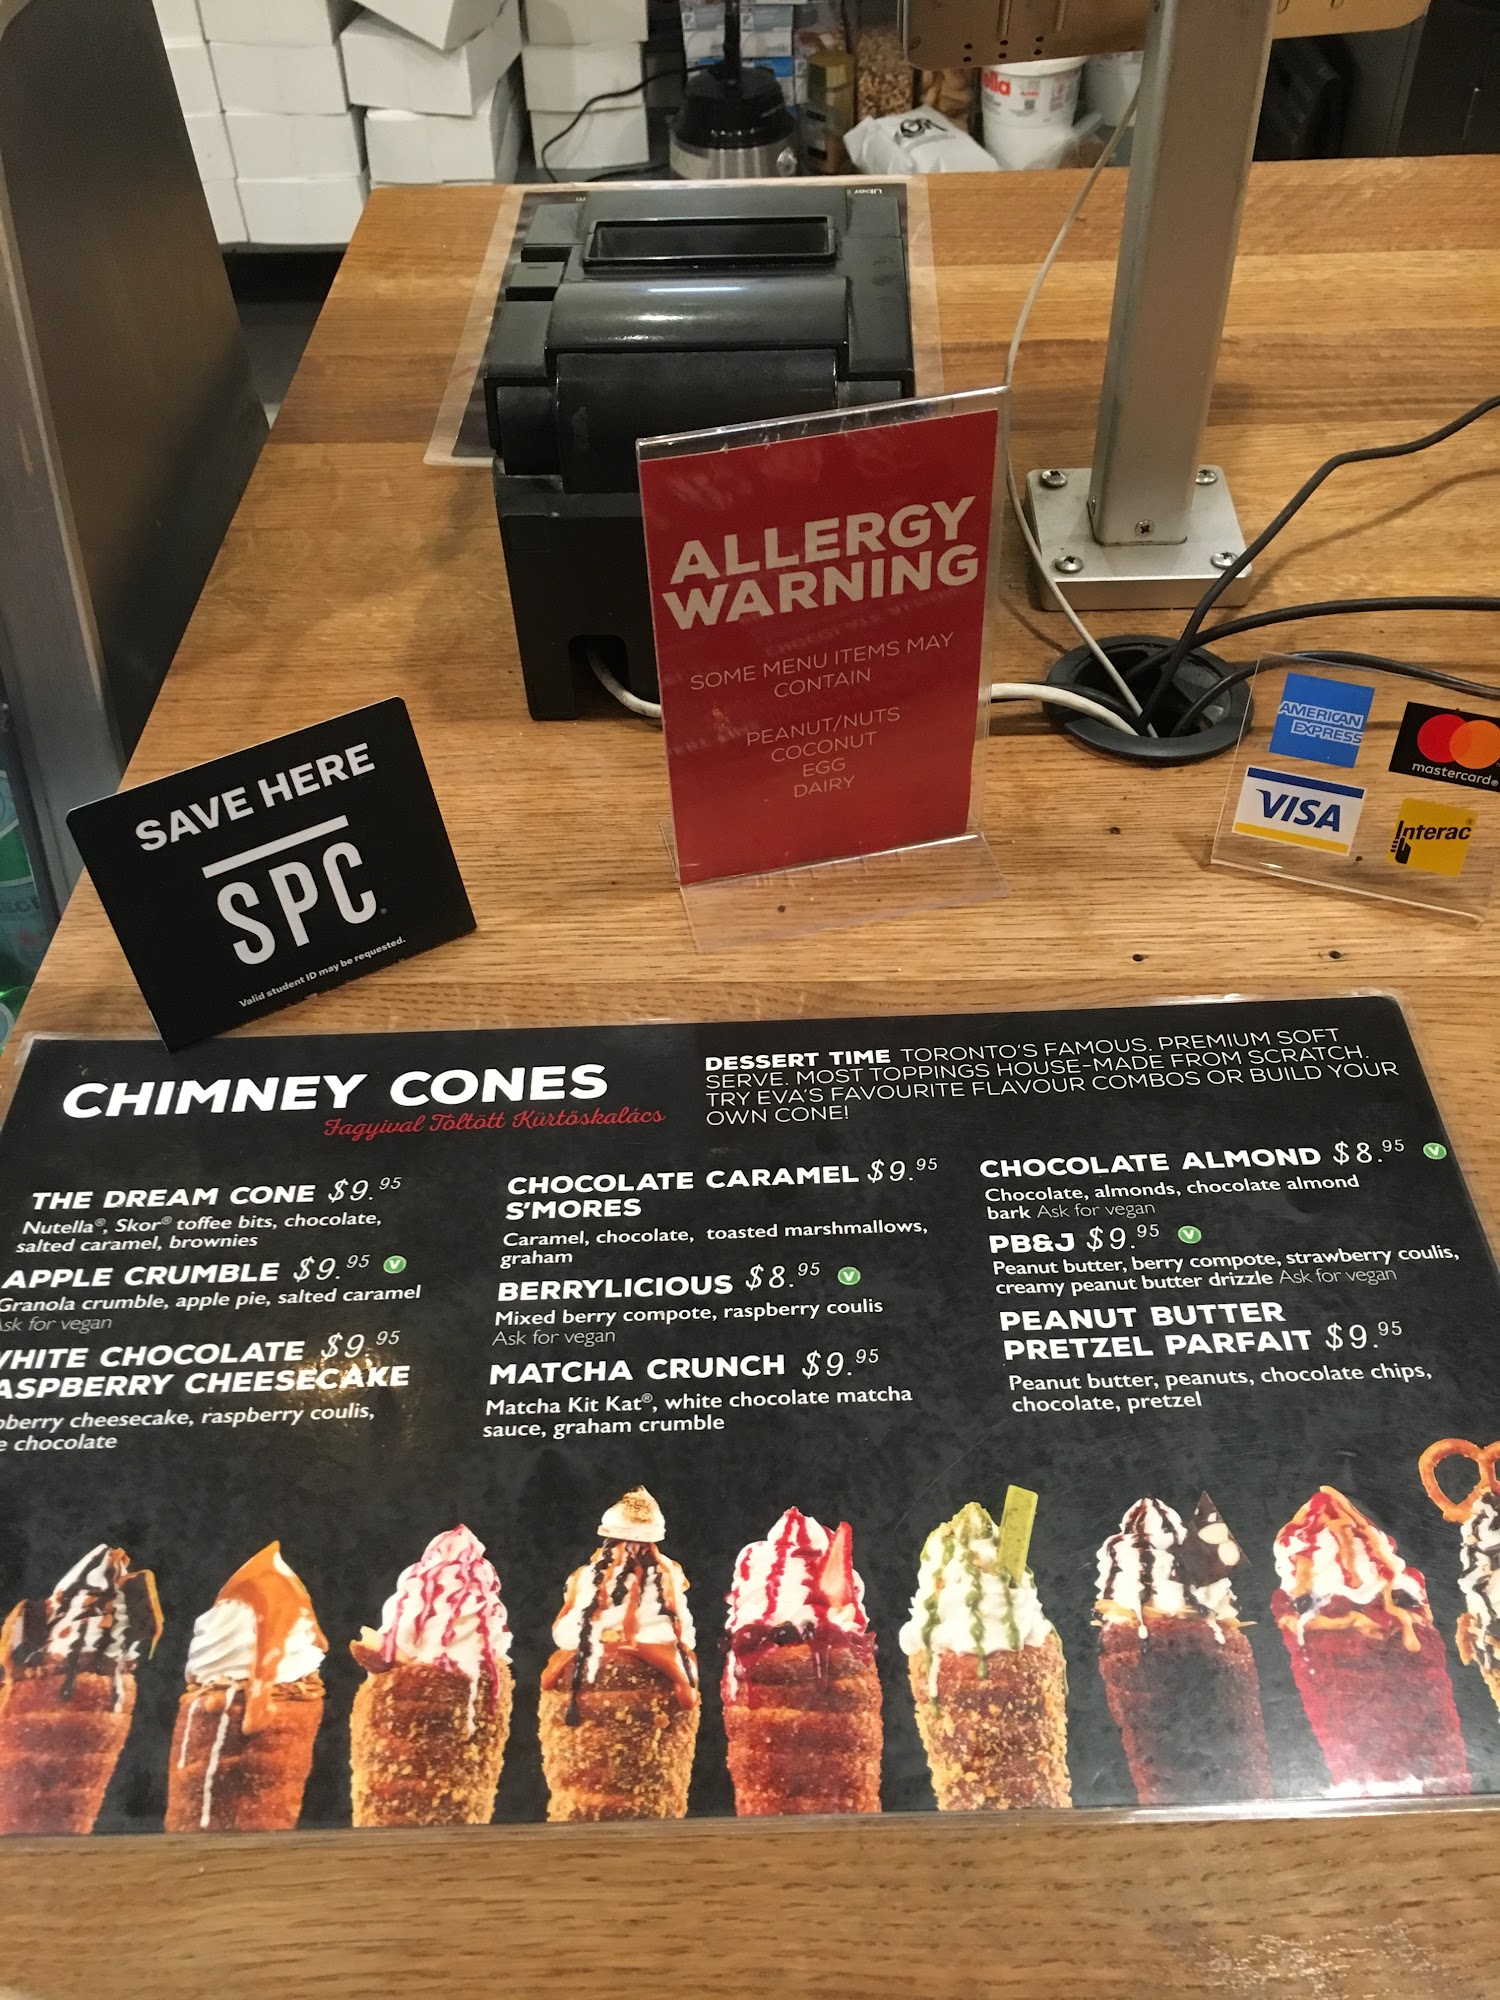 ella
Uber
ALLERGY
WARNING
SOME MENU ITEMS MAY
CONTAIN
PEANUT/NUTS
COCONUT
EGG
DAIRY
SAVE HERE
SPC®
Valid student ID may be requested.
AMERICAN
EXPRESS
mastercard®
VISA
Interac®
CHIMNEY CONES
Fagyival Töltött Kürtőskalács
DESSERT TIME TORONTO'S FAMOUS. PREMIUM SOFT
SERVE. MOST TOPPINGS HOUSE-MADE FROM SCRATCH.
TRY EVA'S FAVOURITE FLAVOUR COMBOS OR BUILD YOUR
OWN CONE!
THE DREAM CONE $9.95
Nutella®, Skor® toffee bits, chocolate,
salted caramel, brownies
APPLE CRUMBLE $9.95 V
Granola crumble, apple pie, salted caramel
sk for vegan
HITE CHOCOLATE $9.95
ASPBERRY CHEESECAKE
pberry cheesecake, raspberry coulis,
e chocolate
CHOCOLATE CARAMEL $9.95
S'MORES
Caramel, chocolate, toasted marshmallows,
graham
BERRYLICIOUS $8.95 V
Mixed berry compote, raspberry coulis
Ask for vegan
MATCHA CRUNCH $9.95
Matcha Kit Kat®, white chocolate matcha
sauce, graham crumble
CHOCOLATE ALMOND $8.95 V
Chocolate, almonds, chocolate almond
bark Ask for vegan
PB&J $9.95 V
Peanut butter, berry compote, strawberry coulis,
creamy peanut butter drizzle Ask for vegan
PEANUT BUTTER
PRETZEL PARFAIT $9.95
Peanut butter, peanuts, chocolate chips,
chocolate, pretzel